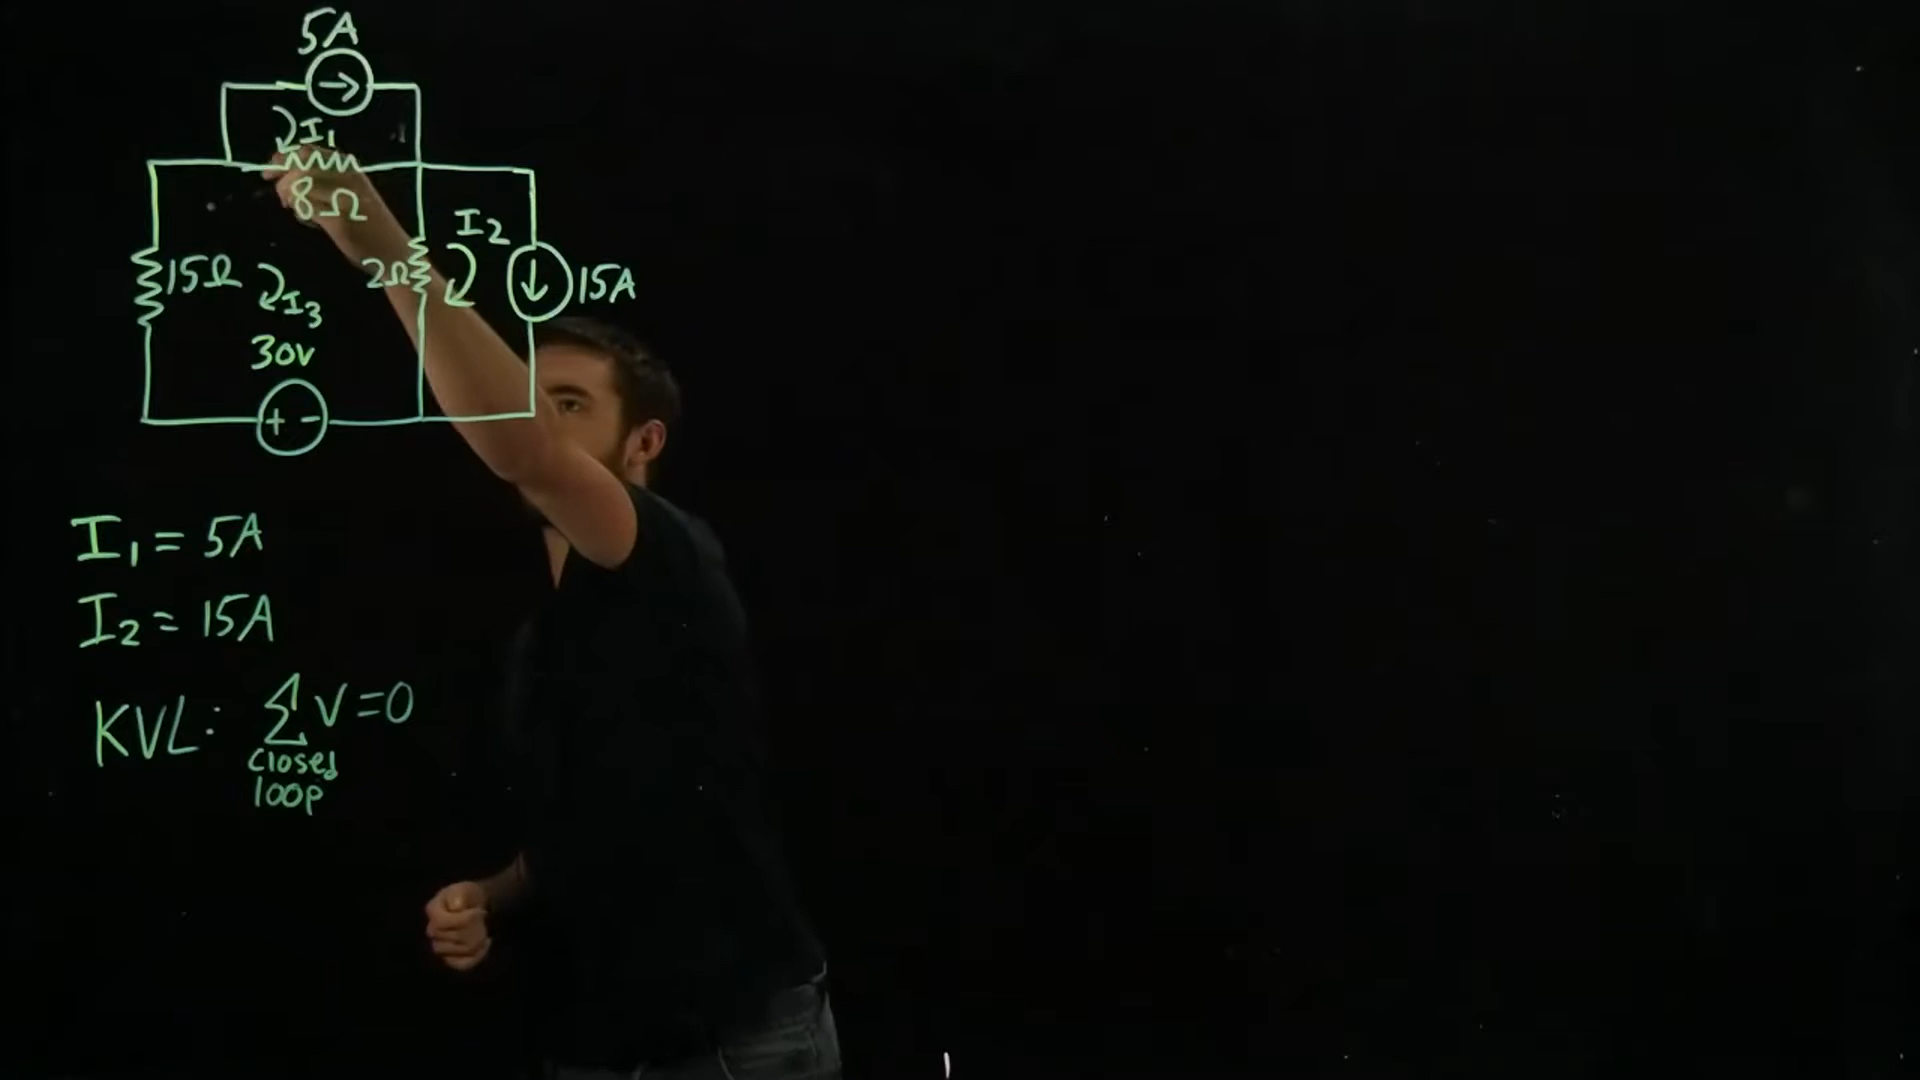 5A
I₁
8Ω
I₂
15Ω
2Ω
15A
I₃
30V
+ -
I₁ = 5A
I₂ = 15A
KVL: Σ V = 0
closed
loop